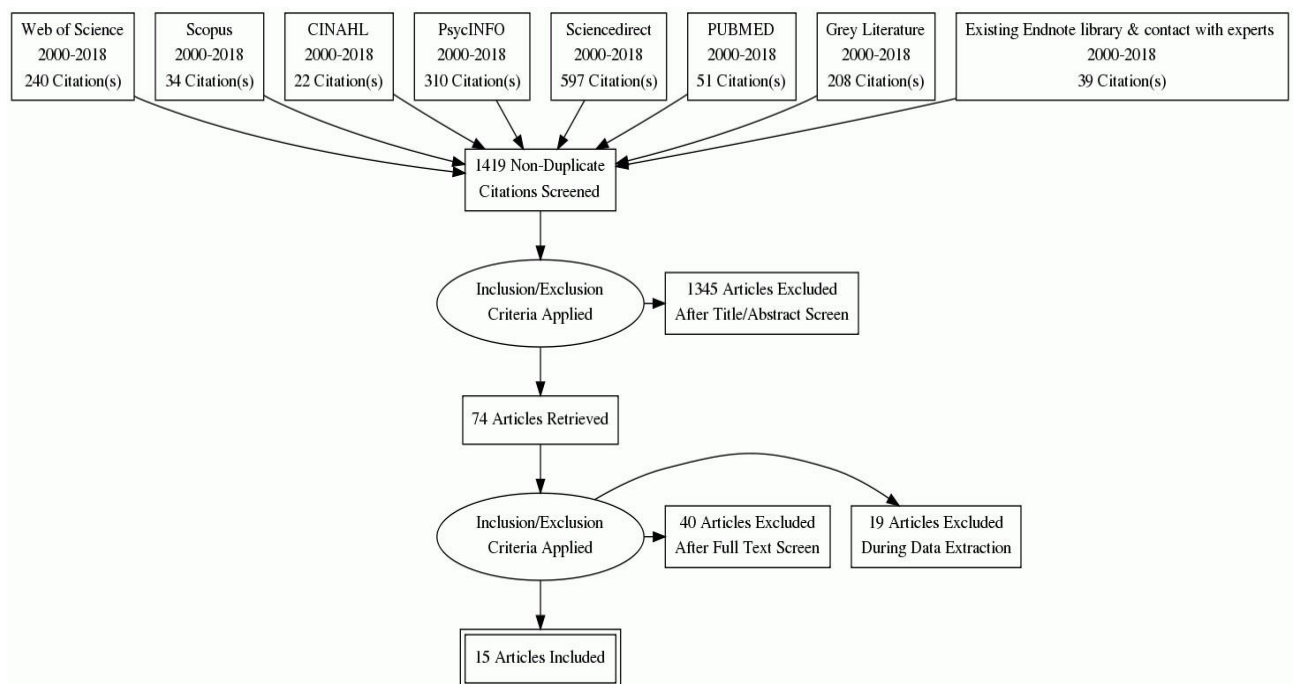 Web of Science
2000-2018
240 Citation(s)
Scopus
2000-2018
34 Citation(s)
CINAHL
2000-2018
22 Citation(s)
PsycINFO
2000-2018
310 Citation(s)
Sciencedirect
2000-2018
597 Citation(s)
PUBMED
2000-2018
51 Citation(s)
Grey Literature
2000-2018
208 Citation(s)
Existing Endnote library & contact with experts
2000-2018
39 Citation(s)
1419 Non-Duplicate
Citations Screened
Inclusion/Exclusion
Criteria Applied
1345 Articles Excluded
After Title/Abstract Screen
74 Articles Retrieved
Inclusion/Exclusion
Criteria Applied
40 Articles Excluded
After Full Text Screen
19 Articles Excluded
During Data Extraction
15 Articles Included